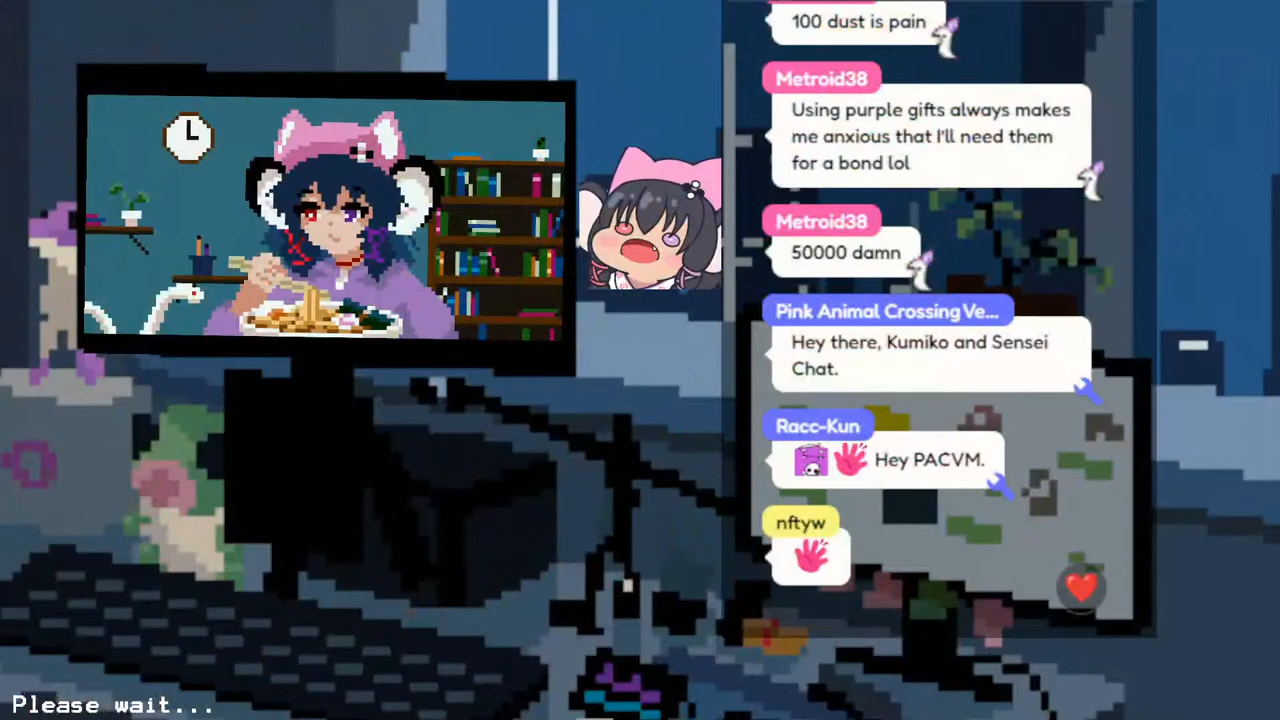 100 dust is pain
Metroid38
Using purple gifts always makes
me anxious that I'll need them
for a bond lol
Metroid38
50000 damn
Pink Animal Crossing Ve...
Hey there, Kumiko and Sensei
Chat.
Racc-Kun
Hey PACVM.
nftyw
Please wait...